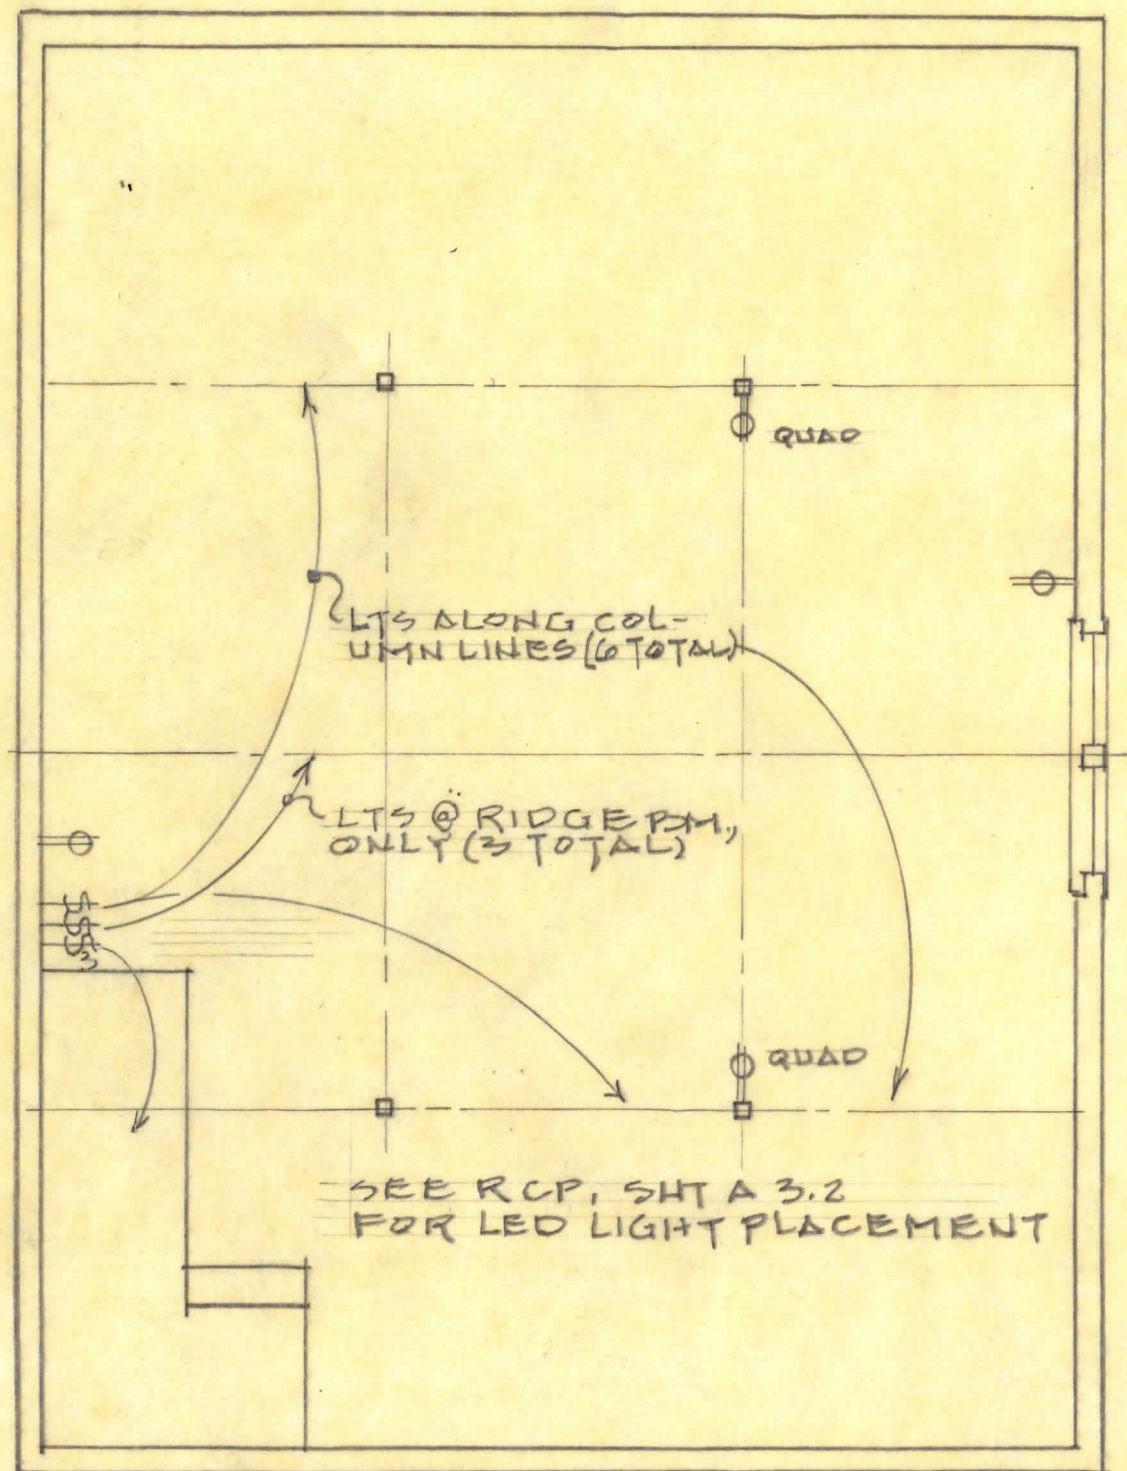 QUAD
LTS ALONG COL-
UMN LINES (6 TOTAL)
LTS @ RIDGE BM,
ONLY (3 TOTAL)
$
$
$3
QUAD
SEE RCP, SHT A 3.2
FOR LED LIGHT PLACEMENT